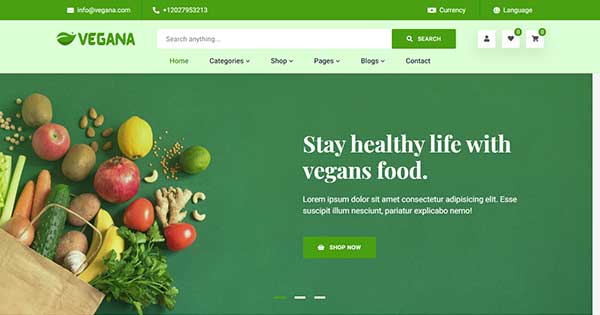 info@vegana.com
+12027953213
Currency
Language
VEGANA
Search anything...
SEARCH
0
0
Home
Categories
Shop
Pages
Blogs
Contact
Stay healthy life with
vegans food.
Lorem ipsum dolor sit amet consectetur adipisicing elit. Esse
suscipit illum nesciunt, pariatur explicabo nemo!
SHOP NOW